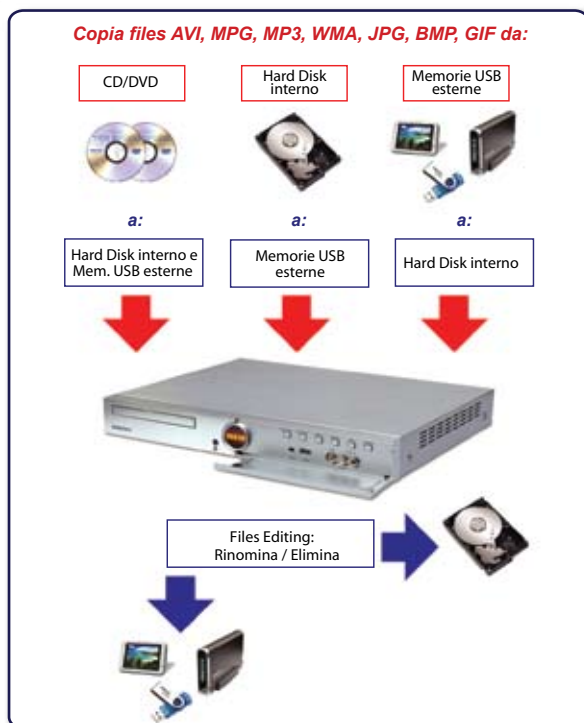 Copia files AVI, MPG, MP3, WMA, JPG, BMP, GIF da:
CD/DVD
Hard Disk
interno
Memorie USB
esterne
a:
a:
a:
Hard Disk interno e
Mem. USB esterne
Memorie USB
esterne
Hard Disk interno
Files Editing:
Rinomina / Elimina